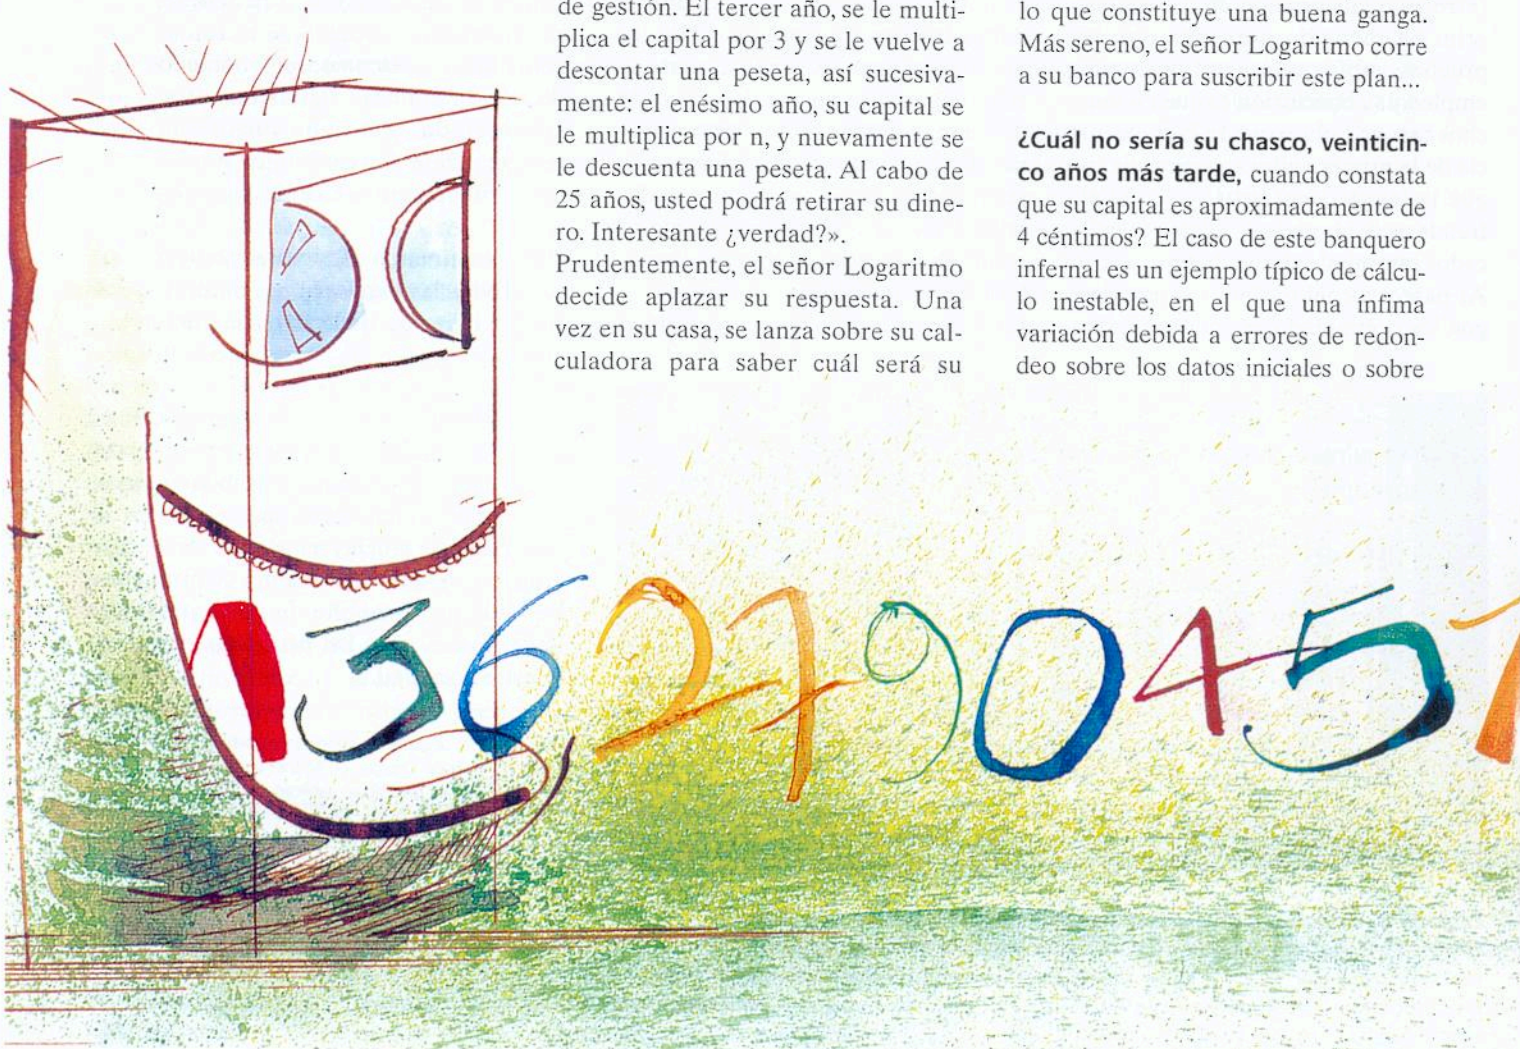 de gestión. El tercer año, se le multi-
plica el capital por 3 y se le vuelve a
descontar una peseta, así sucesiva-
mente: el enésimo año, su capital se
le multiplica por n, y nuevamente se
le descuenta una peseta. Al cabo de
25 años, usted podrá retirar su dine-
ro. Interesante ¿verdad?».
Prudentemente, el señor Logaritmo
decide aplazar su respuesta. Una
vez en su casa, se lanza sobre su cal-
culadora para saber cuál será su
lo que constituye una buena ganga.
Más sereno, el señor Logaritmo corre
a su banco para suscribir este plan...
¿Cuál no sería su chasco, veinticin-
co años más tarde, cuando constata
que su capital es aproximadamente de
4 céntimos? El caso de este banquero
infernal es un ejemplo típico de cálcu-
lo inestable, en el que una ínfima
variación debida a errores de redon-
deo sobre los datos iniciales o sobre
1362790451